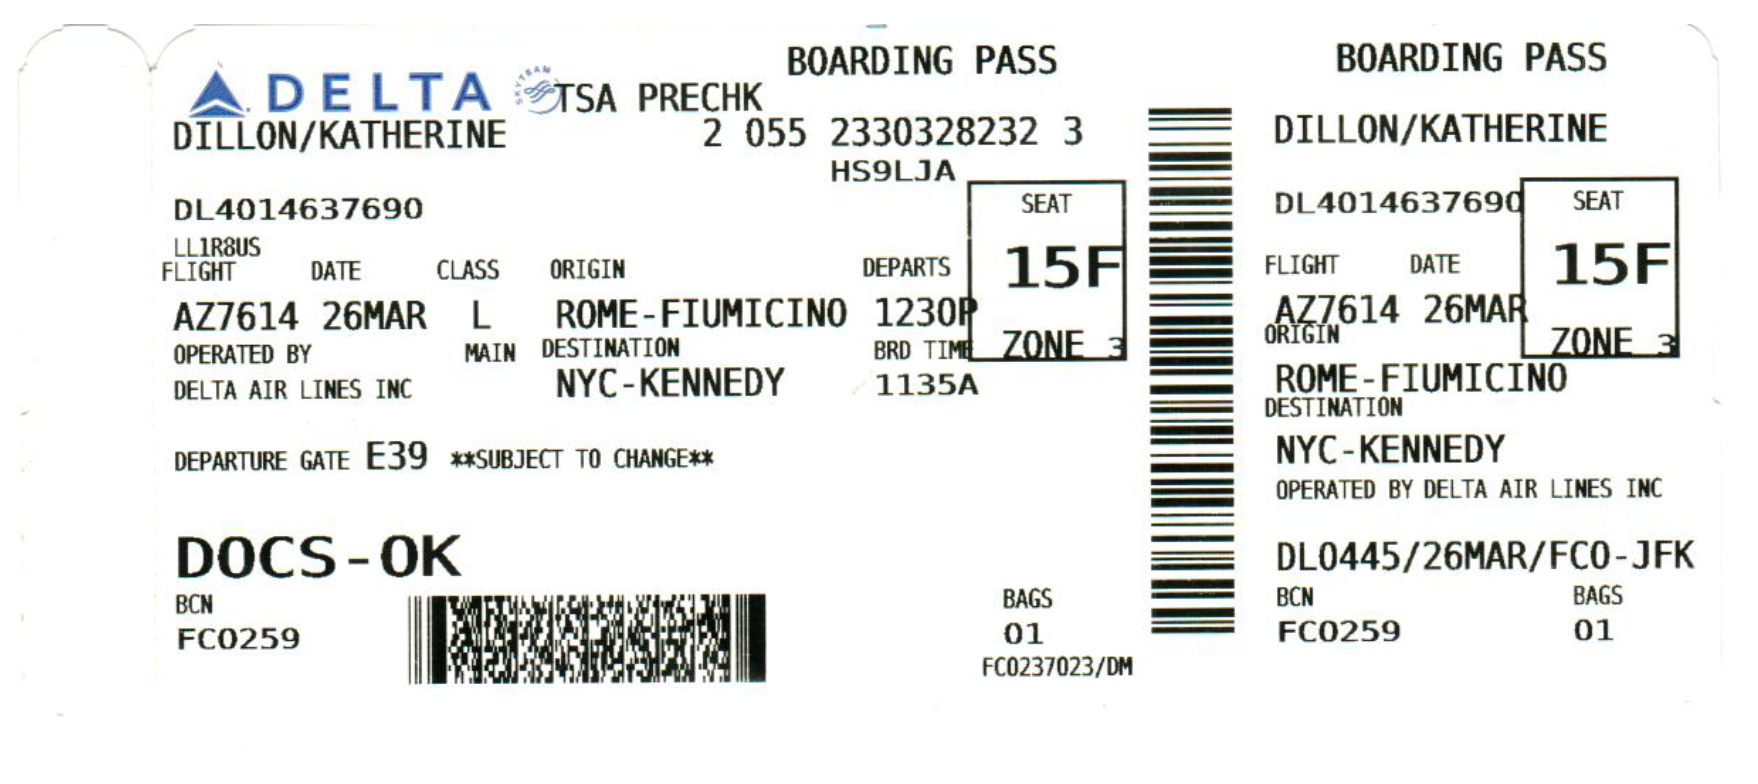 BOARDING PASS
DELTA SKYTEAM TSA PRECHK
DILLON/KATHERINE 2 055 2330328232 3
HS9LJA
DL4014637690
LL1R8US
SEAT
15F
ZONE 3
FLIGHT DATE CLASS ORIGIN DEPARTS
AZ7614 26MAR L ROME-FIUMICINO 1230P
OPERATED BY MAIN DESTINATION BRD TIME
DELTA AIR LINES INC NYC-KENNEDY 1135A
DEPARTURE GATE E39 **SUBJECT TO CHANGE**
DOCS-OK
BCN BAGS
FCO259 01
FCO237023/DM
BOARDING PASS
DILLON/KATHERINE
DL4014637690
SEAT
15F
ZONE 3
FLIGHT DATE
AZ7614 26MAR
ORIGIN
ROME-FIUMICINO
DESTINATION
NYC-KENNEDY
OPERATED BY DELTA AIR LINES INC
DL0445/26MAR/FCO-JFK
BCN BAGS
FCO259 01